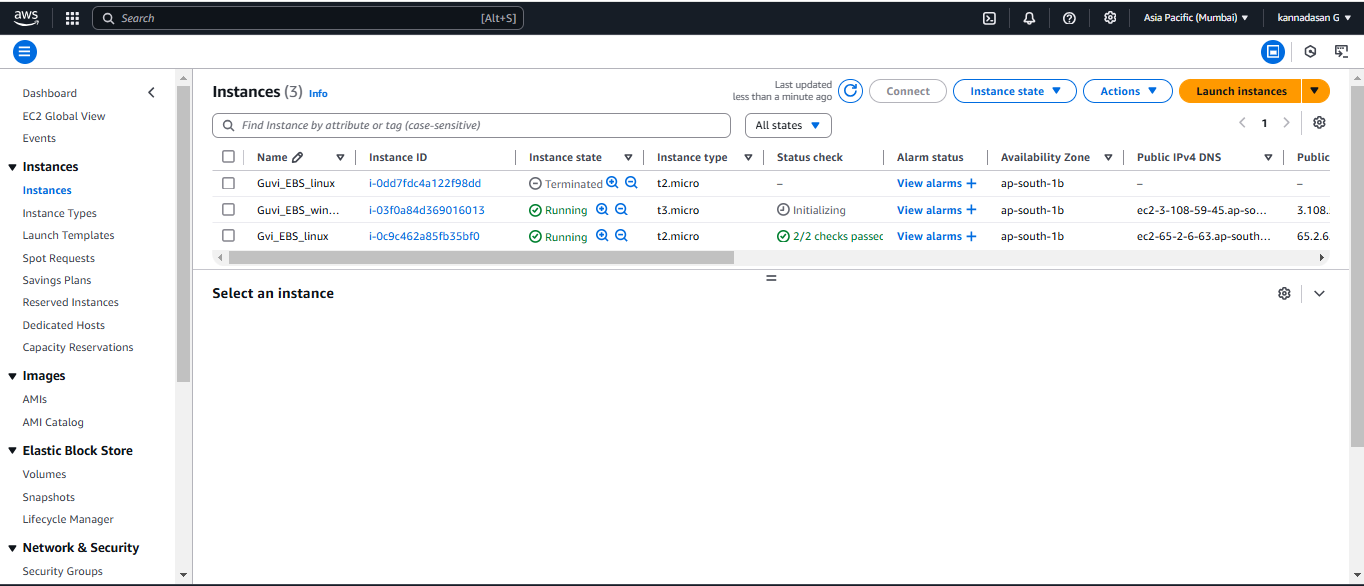 aws Search [Alt+S] Asia Pacific (Mumbai) kannadasan G
Dashboard
EC2 Global View
Events
Instances
Instances
Instance Types
Launch Templates
Spot Requests
Savings Plans
Reserved Instances
Dedicated Hosts
Capacity Reservations
Images
AMIs
AMI Catalog
Elastic Block Store
Volumes
Snapshots
Lifecycle Manager
Network & Security
Security Groups
Instances (3) Info
Last updated
less than a minute ago
Connect Instance state Actions Launch instances
Find Instance by attribute or tag (case-sensitive) All states 1
Name Instance ID Instance state Instance type Status check Alarm status Availability Zone Public IPv4 DNS Public
Guvi_EBS_linux i-0dd7fdc4a122f98dd Terminated t2.micro – View alarms + ap-south-1b – –
Guvi_EBS_win... i-03f0a84d369016013 Running t3.micro Initializing View alarms + ap-south-1b ec2-3-108-59-45.ap-so... 3.108.
Gvi_EBS_linux i-0c9c462a85fb35bf0 Running t2.micro 2/2 checks passed View alarms + ap-south-1b ec2-65-2-6-63.ap-south... 65.2.6.
Select an instance